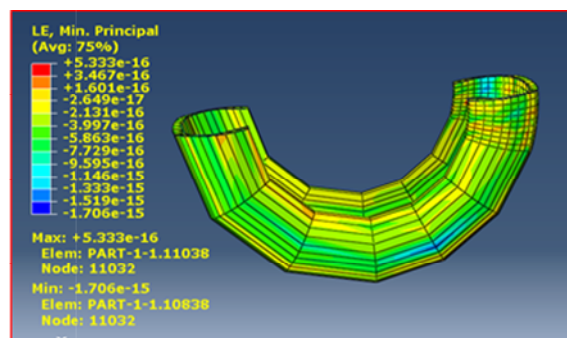 LE, Min. Principal
(Avg: 75%)
+5.333e-16
+3.467e-16
+1.601e-16
-2.649e-17
-2.131e-16
-3.997e-16
-5.863e-16
-7.729e-16
-9.595e-16
-1.146e-15
-1.333e-15
-1.519e-15
-1.706e-15
Max: +5.333e-16
Elem: PART-1-1.11038
Node: 11032
Min: -1.706e-15
Elem: PART-1-1.10838
Node: 11032